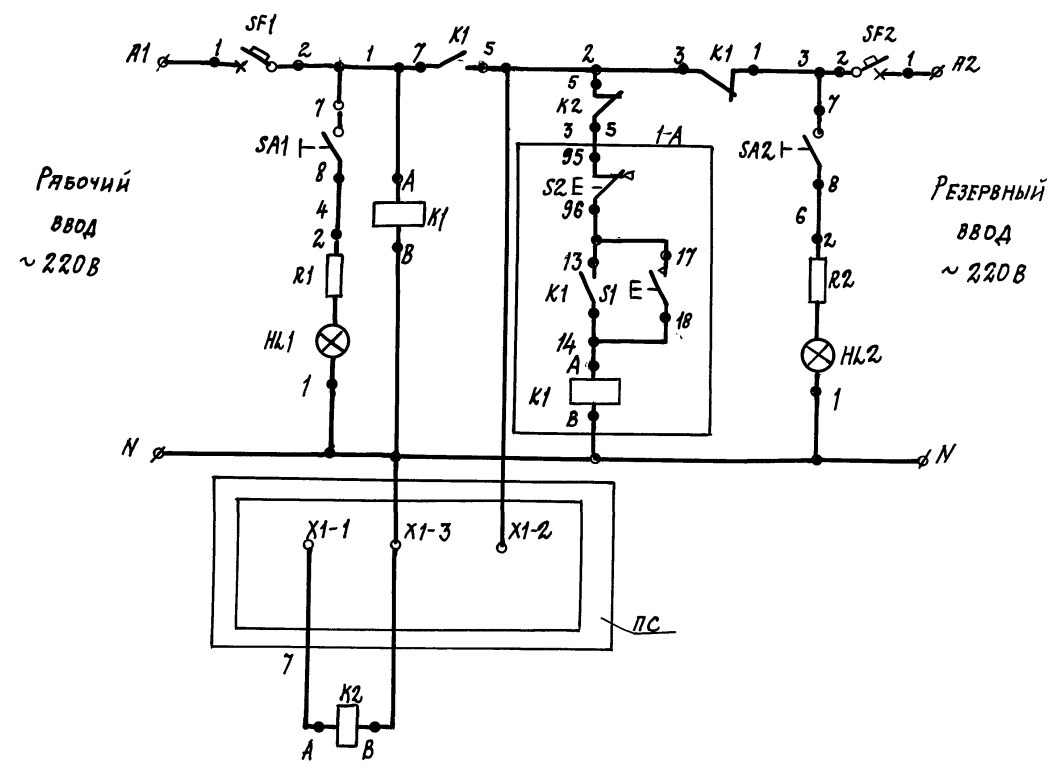 SF1
A1 1 2 1 7 K1 5 2 3 K1 1 3 2 SF2 1 A2
7
SA1
8
4
2
R1
HL1
1
Рабочий
ввод
~ 220В
A
K1
B
5
K2
3 5
1-А
95
S2
96
13
17
K1
S1
14
18
A
K1
B
7
SA2
8
6
2
R2
HL2
1
Резервный
ввод
~ 220В
N
N
X1-1
X1-3
X1-2
ПС
7
K2
A
B